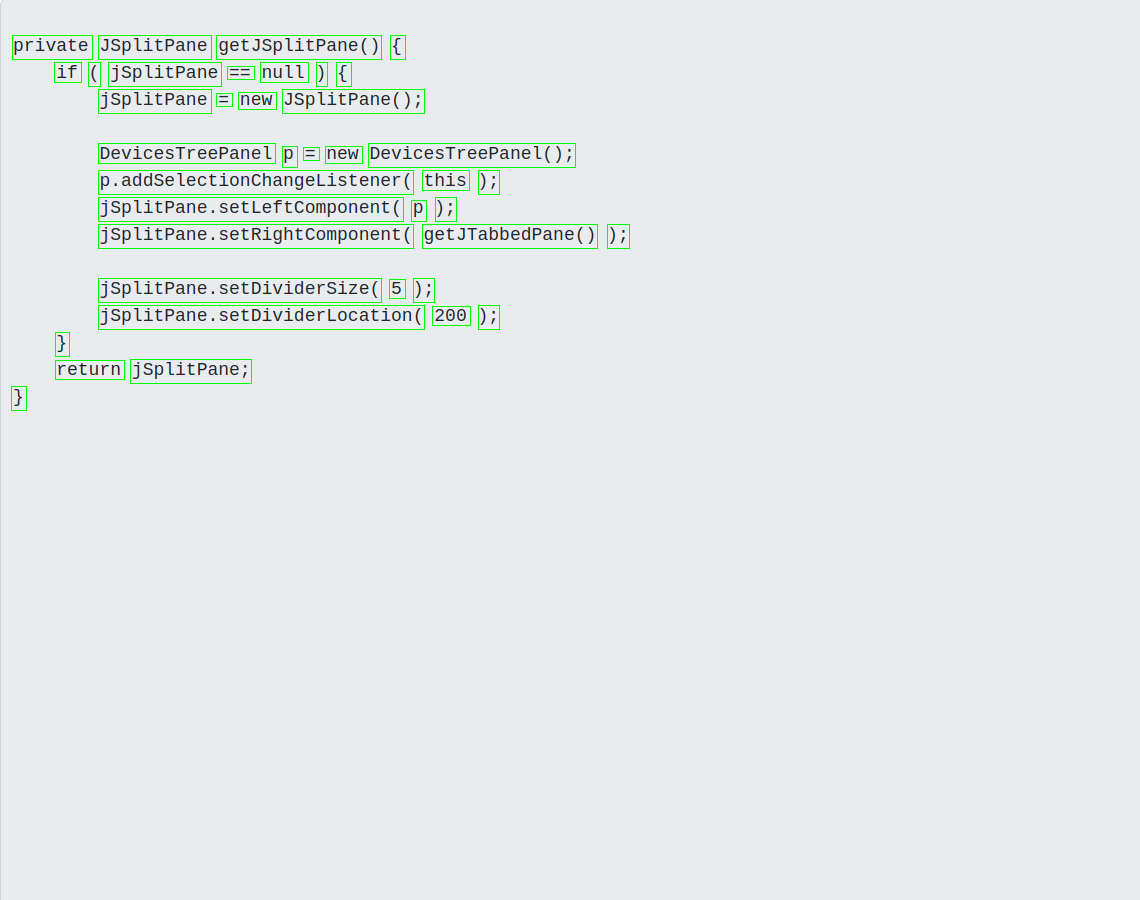 private JSplitPane getJSplitPane() {
    if ( jSplitPane == null ) {
        jSplitPane = new JSplitPane();
        DevicesTreePanel p = new DevicesTreePanel();
        p.addSelectionChangeListener( this );
        jSplitPane.setLeftComponent( p );
        jSplitPane.setRightComponent( getJTabbedPane() );
        jSplitPane.setDividerSize( 5 );
        jSplitPane.setDividerLocation( 200 );
    }
    return jSplitPane;
}